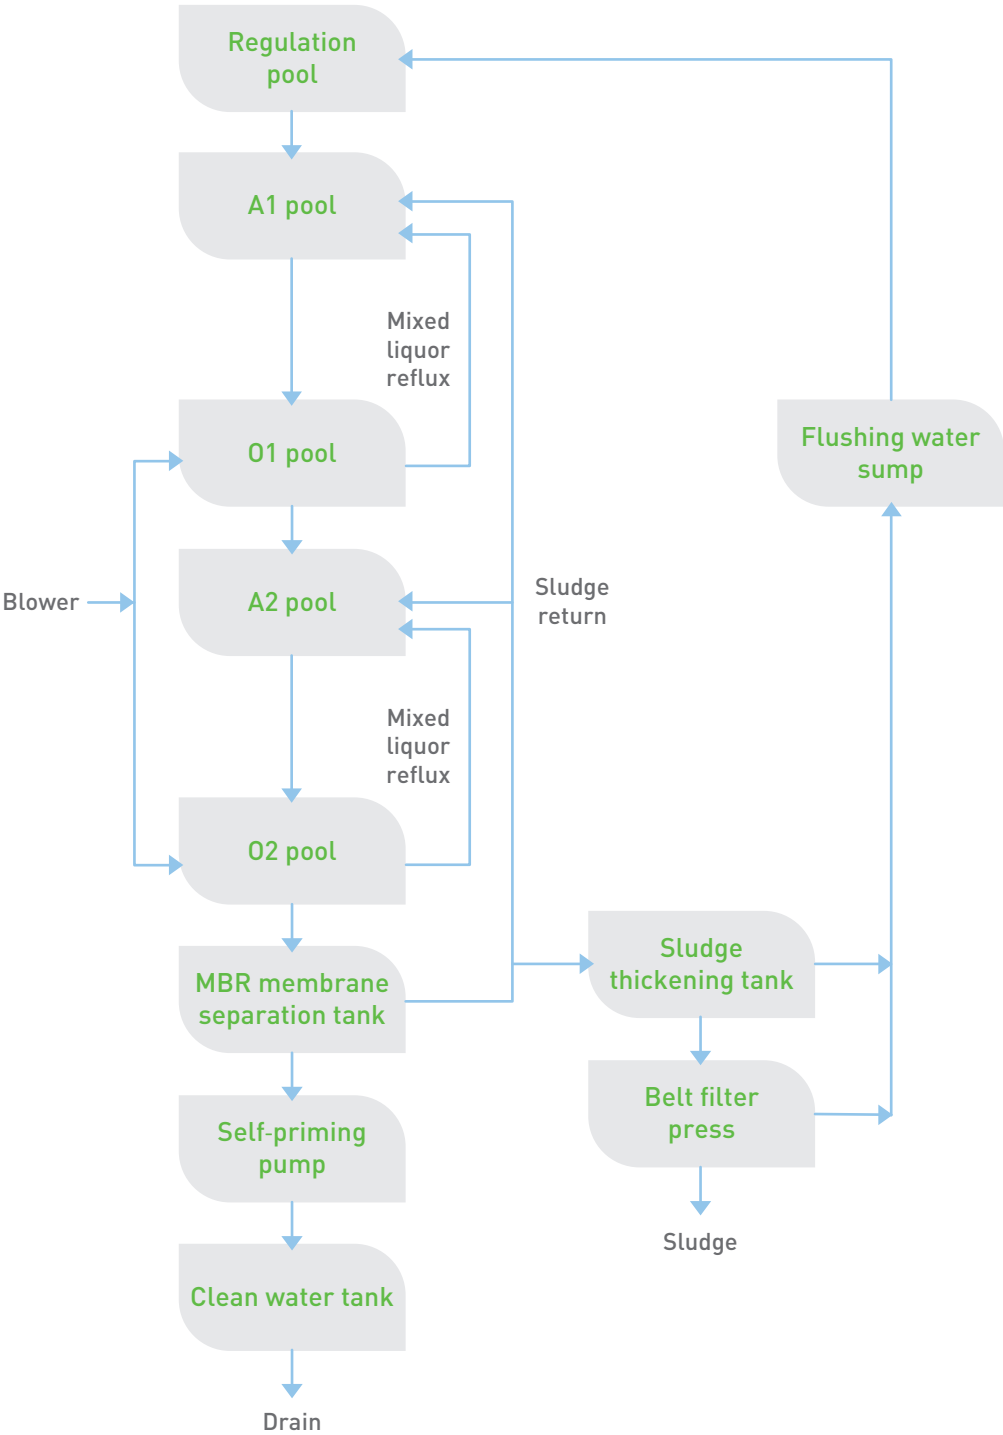 Regulation
pool
A1 pool
Mixed
liquor
reflux
O1 pool
Flushing water
sump
Blower
A2 pool
Sludge
return
Mixed
liquor
reflux
O2 pool
Sludge
thickening tank
MBR membrane
separation tank
Belt filter
press
Self-priming
pump
Sludge
Clean water tank
Drain